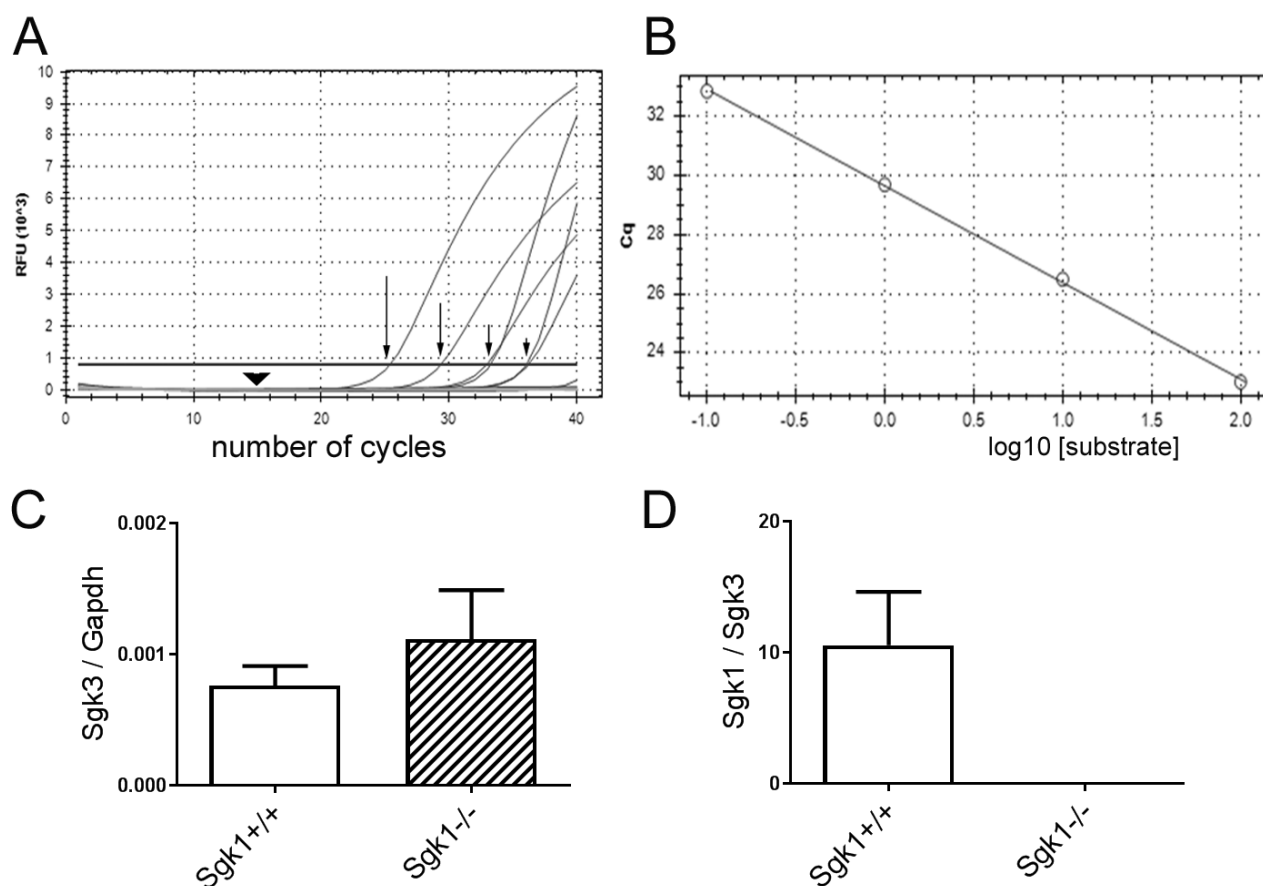 A
10
9
8
7
6
5
4
3
2
1
0
RFU (10^3)
0
10
20
30
40
number of cycles
B
32
30
28
26
24
Cq
-1.0
-0.5
0.0
0.5
1.0
1.5
2.0
log10 [substrate]
C
0.002
0.001
0.000
Sgk3 / Gapdh
Sgk1+/+
Sgk1-/-
D
20
10
0
Sgk1 / Sgk3
Sgk1+/+
Sgk1-/-